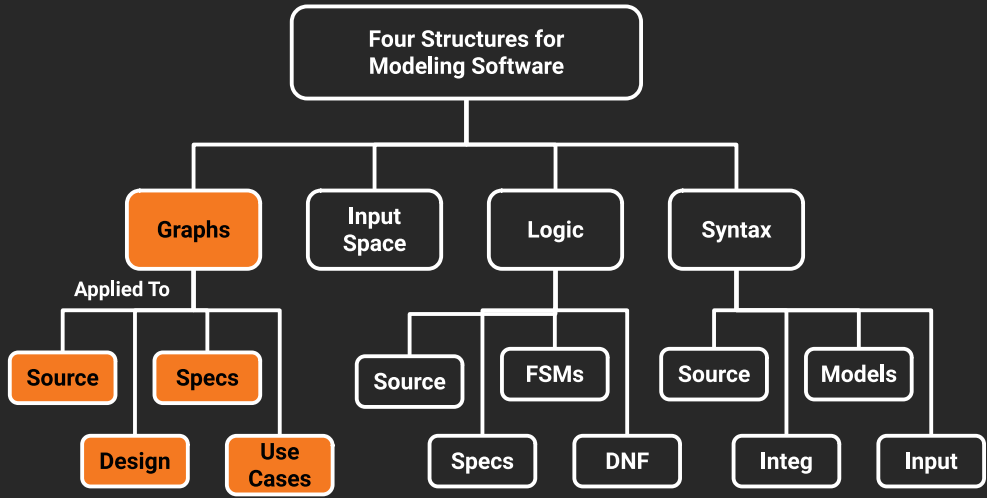 Four Structures for
Modeling Software
Graphs
Input
Space
Logic
Syntax
Applied To
Source
Specs
Source
FSMs
Source
Models
Design
Use
Cases
Specs
DNF
Integ
Input